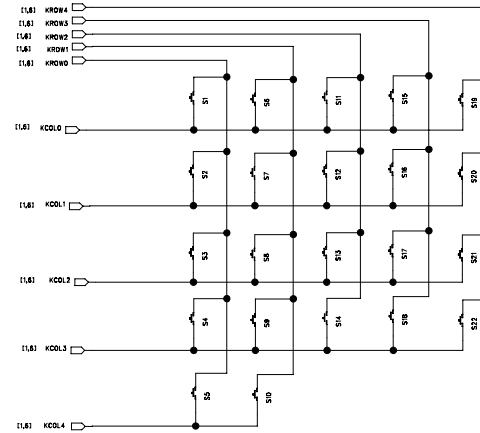 [1,6] KROW4
[1,6] KROW3
[1,6] KROW2
[1,6] KROW1
[1,6] KROW0
S1 S6 S11 S15 S19
[1,6] KCOL0
S2 S7 S12 S16 S20
[1,6] KCOL1
S3 S8 S13 S17 S21
[1,6] KCOL2
S4 S9 S14 S18 S22
[1,6] KCOL3
S5 S10
[1,6] KCOL4